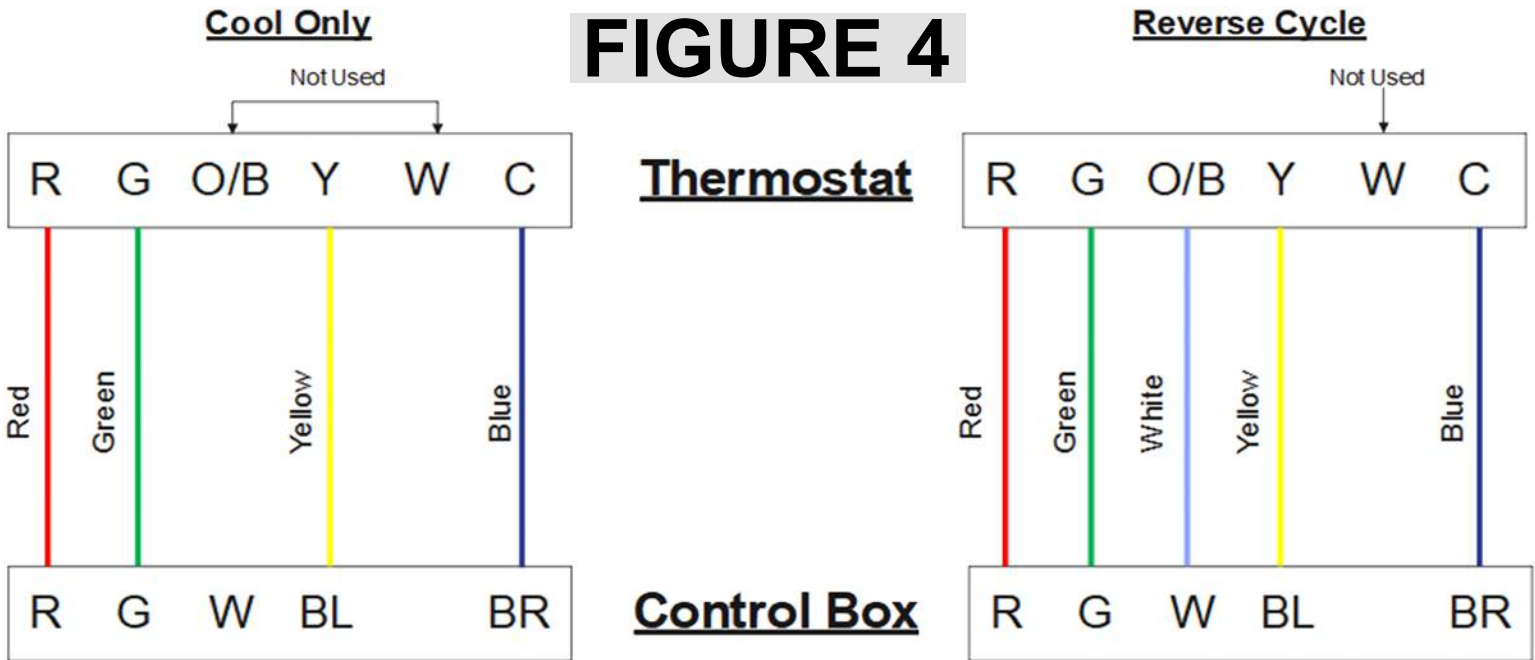 Cool Only
FIGURE 4
Reverse Cycle
Not Used
Not Used
R G O/B Y W C
Thermostat
R G O/B Y W C
Red
Green
Yellow
Blue
Red
Green
White
Yellow
Blue
R G W BL BR
Control Box
R G W BL BR